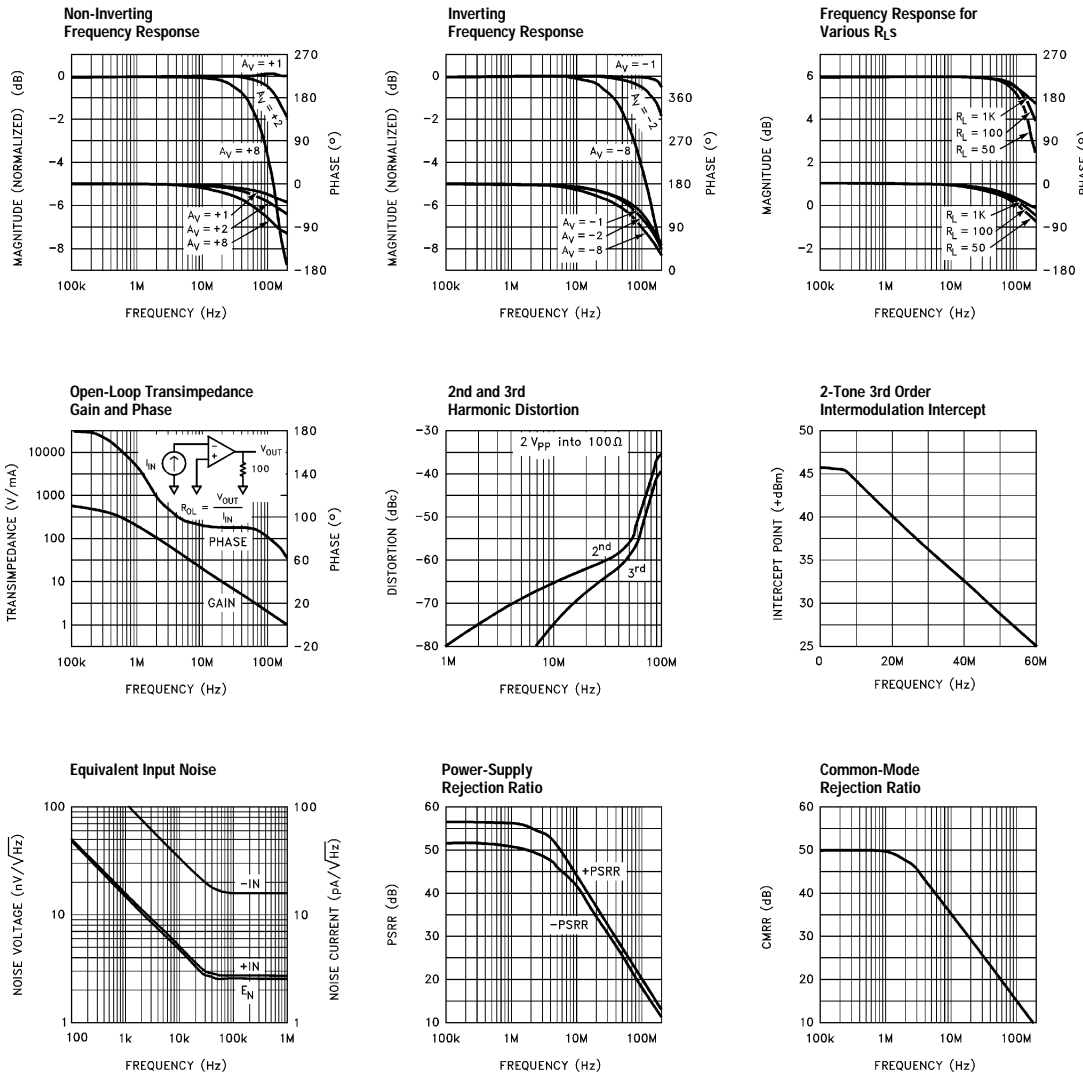 Non-Inverting
Frequency Response
MAGNITUDE (NORMALIZED) (dB)
0
−2
−4
−6
−8
270
180
90
0
−90
−180
PHASE (º)
A_V = +1
A_V = +2
A_V = +8
A_V = +1
A_V = +2
A_V = +8
100k
1M
10M
100M
FREQUENCY (Hz)
Inverting
Frequency Response
MAGNITUDE (NORMALIZED) (dB)
0
−2
−4
−6
−8
360
270
180
90
0
PHASE (º)
A_V = −1
A_V = −2
A_V = −8
A_V = −1
A_V = −2
A_V = −8
100k
1M
10M
100M
FREQUENCY (Hz)
Frequency Response for
Various R_Ls
MAGNITUDE (dB)
6
4
2
0
−2
270
180
90
0
−90
−180
PHASE (º)
R_L = 1K
R_L = 100
R_L = 50
R_L = 1K
R_L = 100
R_L = 50
100k
1M
10M
100M
FREQUENCY (Hz)
Open-Loop Transimpedance
Gain and Phase
TRANSIMPEDANCE (V/mA)
10000
1000
100
10
1
180
140
100
60
20
−20
PHASE (º)
I_IN
−
+
V_OUT
100
R_OL = V_OUT / I_IN
PHASE
GAIN
100k
1M
10M
100M
FREQUENCY (Hz)
2nd and 3rd
Harmonic Distortion
DISTORTION (dBc)
−30
−40
−50
−60
−70
−80
2 V_PP into 100Ω
2nd
3rd
1M
10M
100M
FREQUENCY (Hz)
2-Tone 3rd Order
Intermodulation Intercept
INTERCEPT POINT (+dBm)
50
45
40
35
30
25
0
20M
40M
60M
FREQUENCY (Hz)
Equivalent Input Noise
NOISE VOLTAGE (nV/√Hz)
100
10
1
100
10
1
NOISE CURRENT (pA/√Hz)
−IN
+IN
E_N
100
1k
10k
100k
1M
FREQUENCY (Hz)
Power-Supply
Rejection Ratio
PSRR (dB)
60
50
40
30
20
10
+PSRR
−PSRR
100k
1M
10M
100M
FREQUENCY (Hz)
Common-Mode
Rejection Ratio
CMRR (dB)
60
50
40
30
20
10
100k
1M
10M
100M
FREQUENCY (Hz)